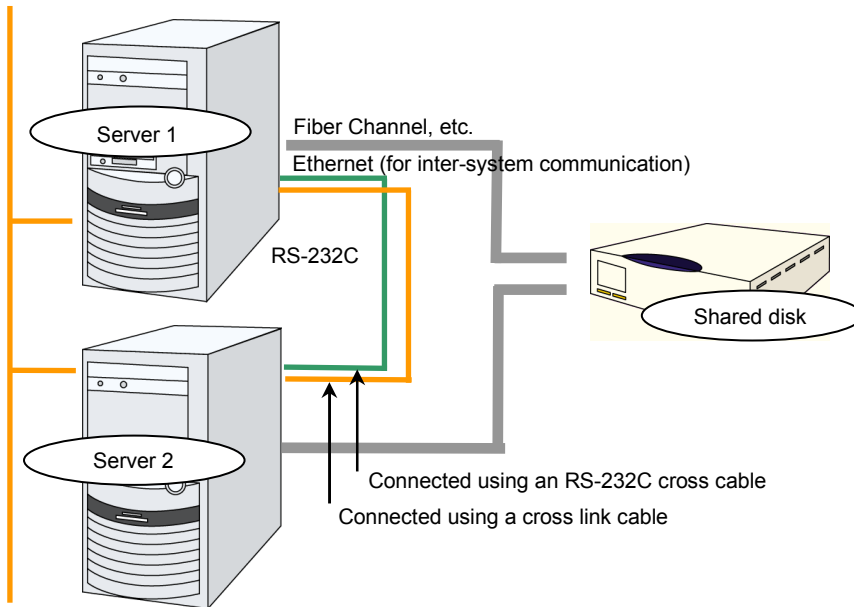 Server 1
Fiber Channel, etc.
Ethernet (for inter-system communication)
RS-232C
Shared disk
Server 2
Connected using an RS-232C cross cable
Connected using a cross link cable